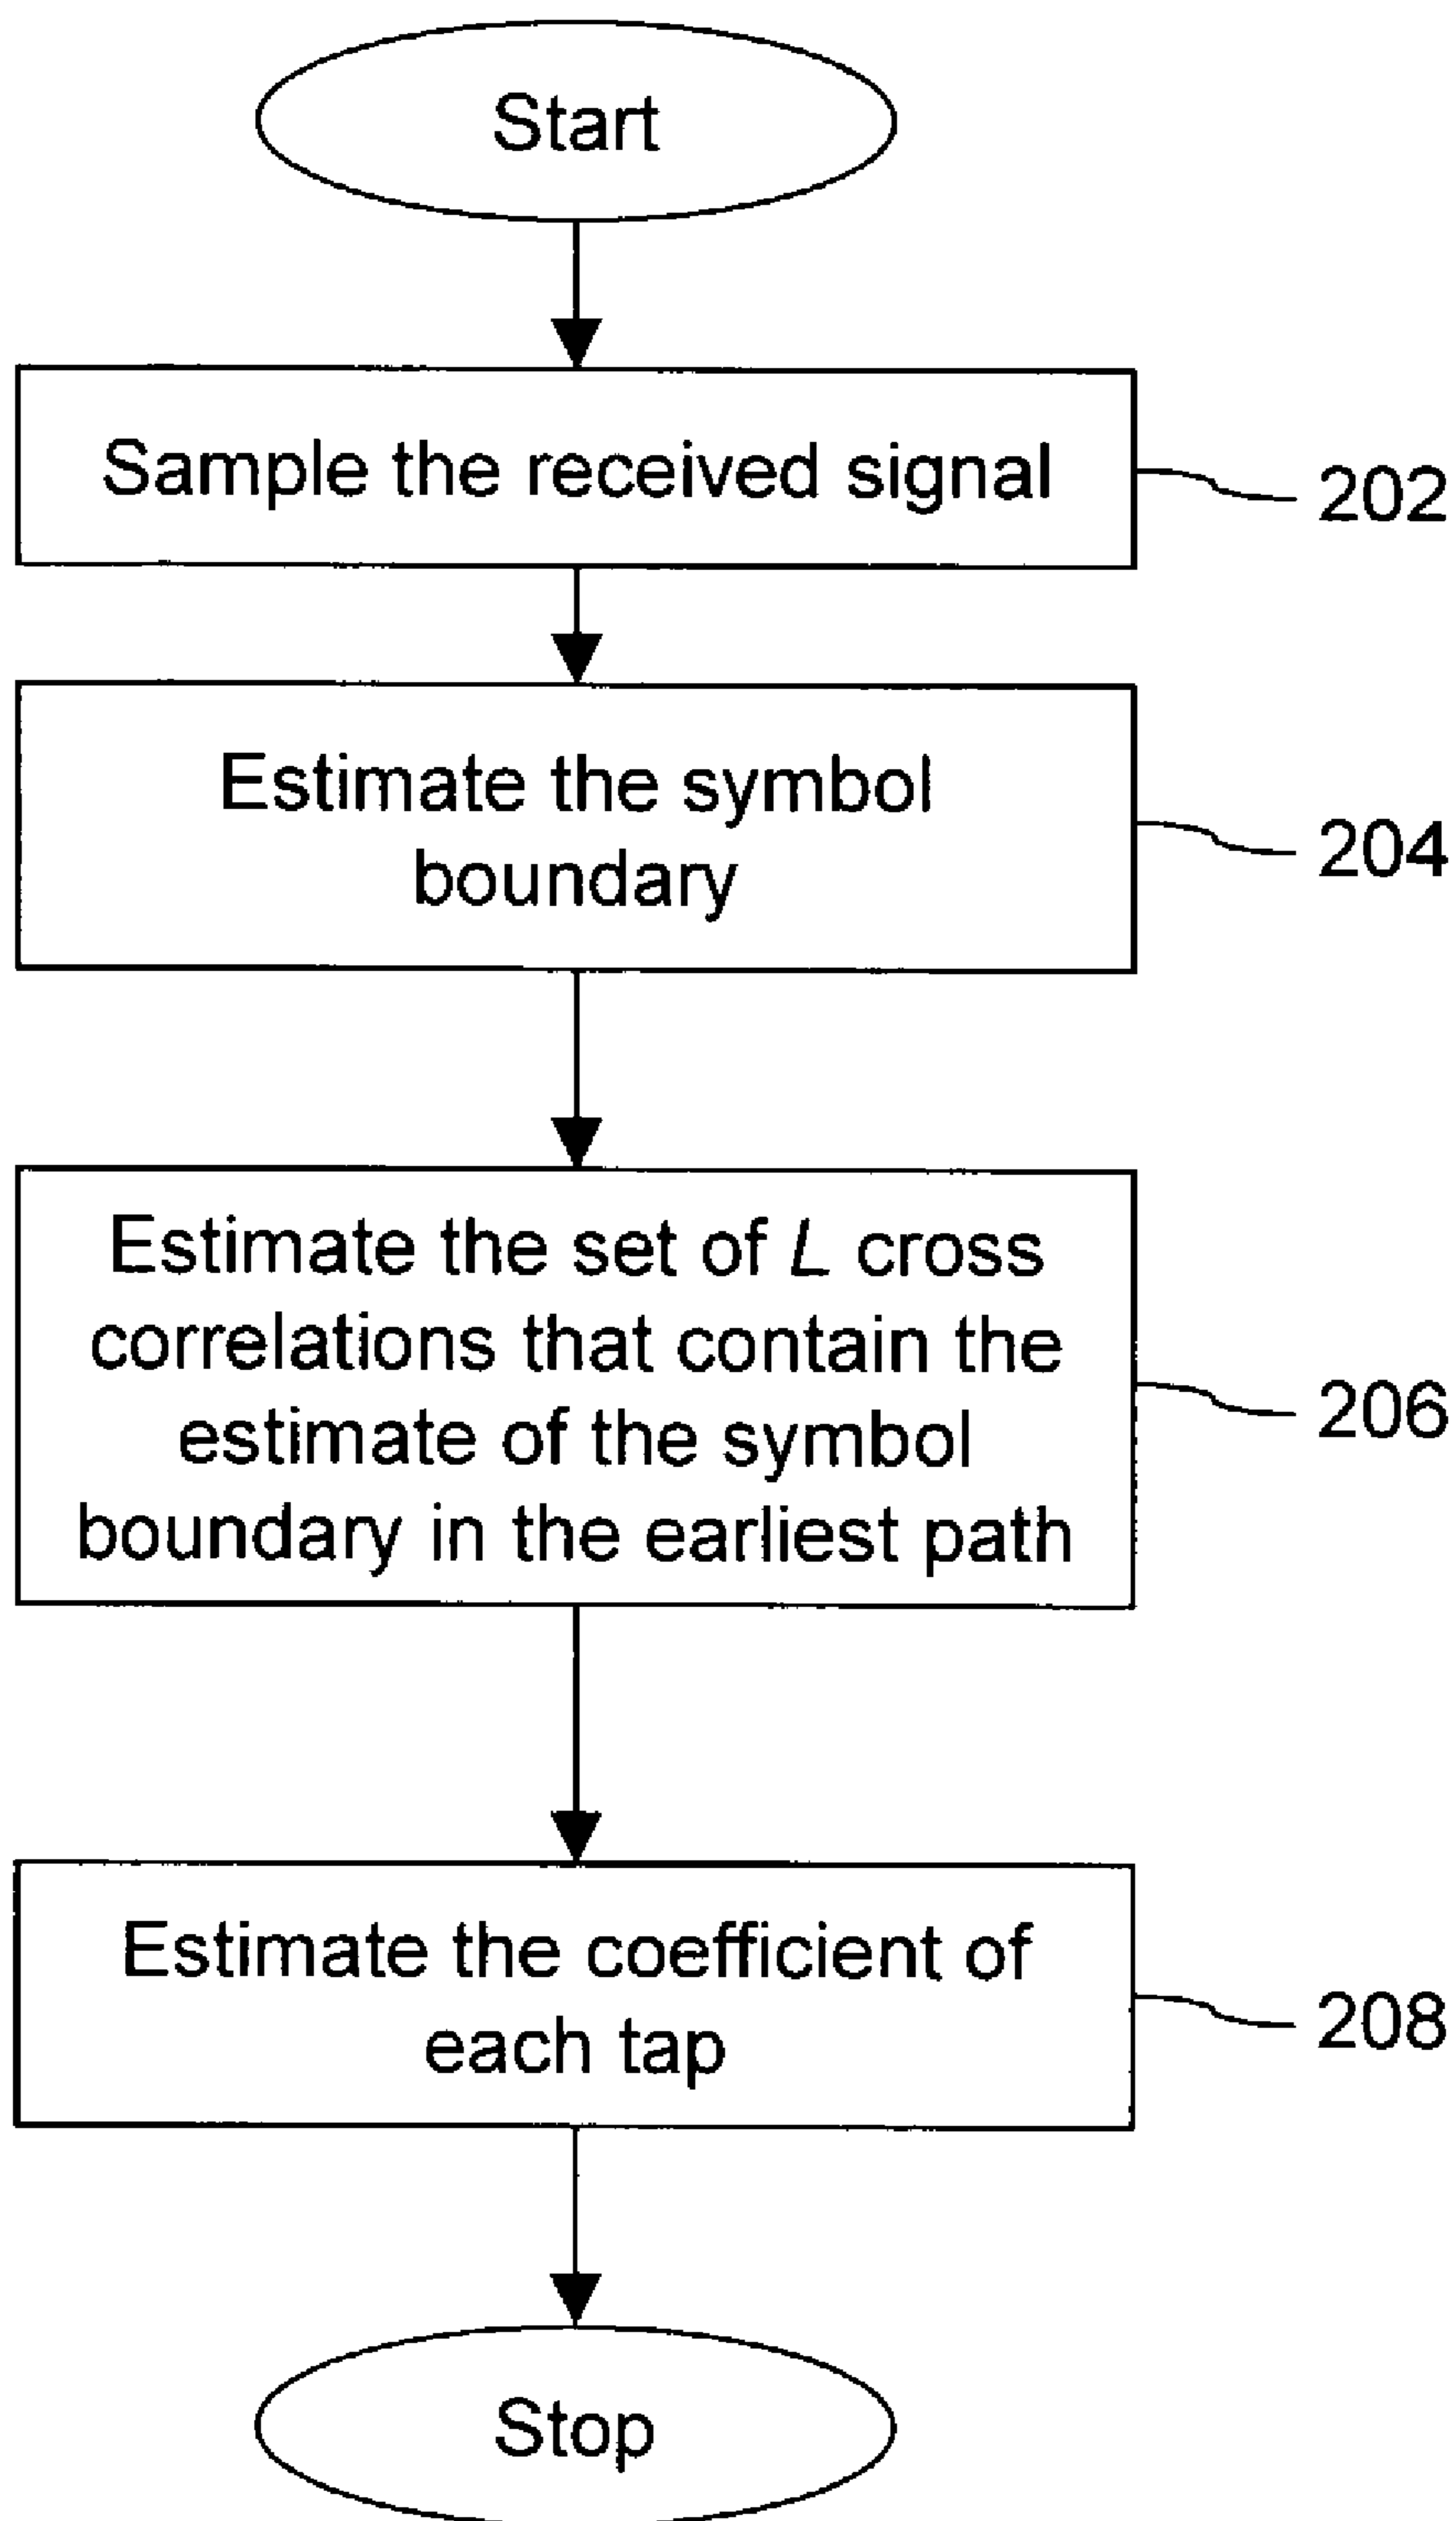 Start
Sample the received signal
202
Estimate the symbol
boundary
204
Estimate the set of L cross
correlations that contain the
estimate of the symbol
boundary in the earliest path
206
Estimate the coefficient of
each tap
208
Stop